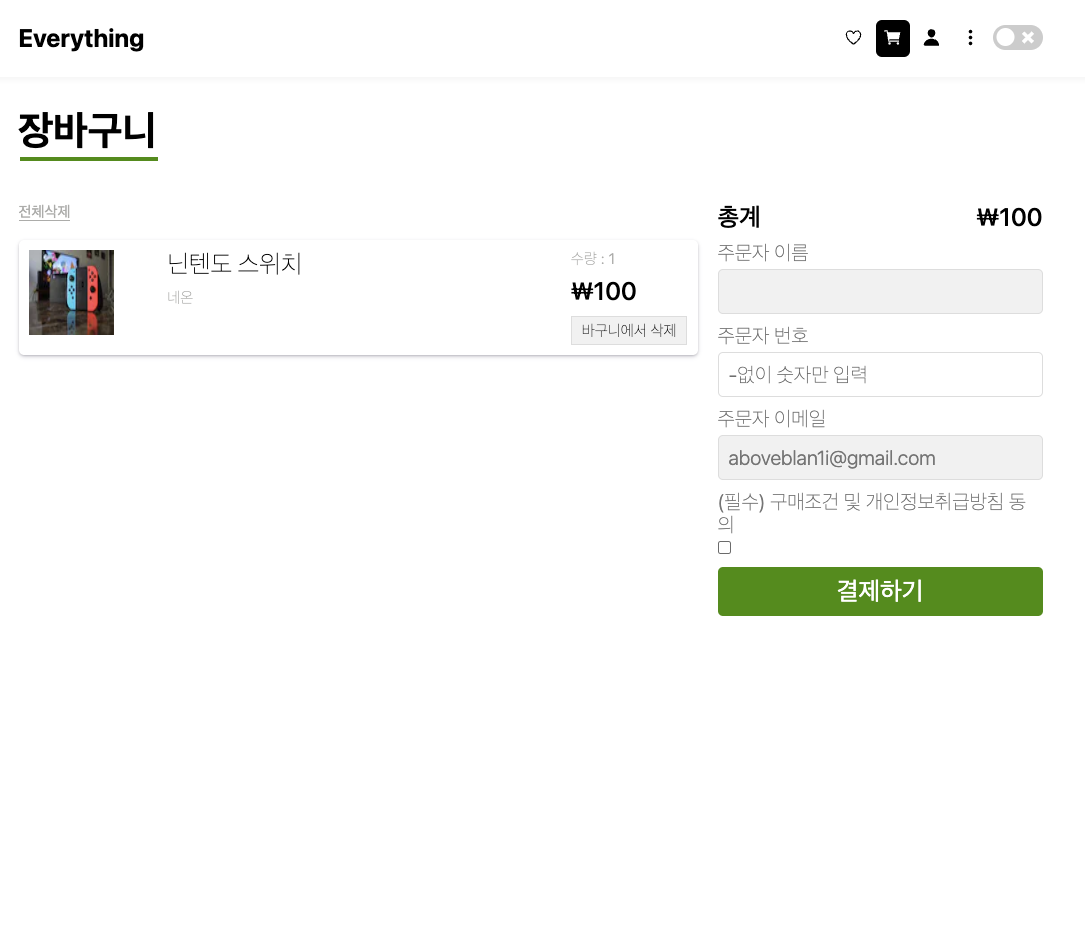 Everything
장바구니
전체삭제
닌텐도 스위치
네온
수량 : 1
₩100
바구니에서 삭제
총계
₩100
주문자 이름
주문자 번호
-없이 숫자만 입력
주문자 이메일
aboveblan1i@gmail.com
(필수) 구매조건 및 개인정보취급방침 동
의
결제하기